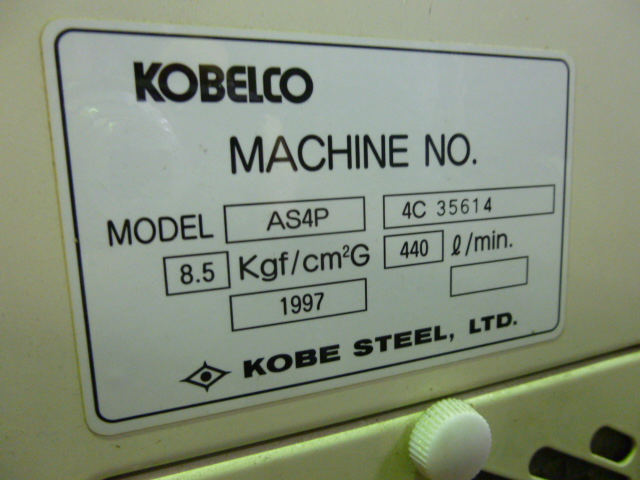 KOBELCO
MACHINE NO.
MODEL AS4P 4C 35614
8.5 Kgf/cm²G 440 ℓ/min.
1997
KOBE STEEL, LTD.